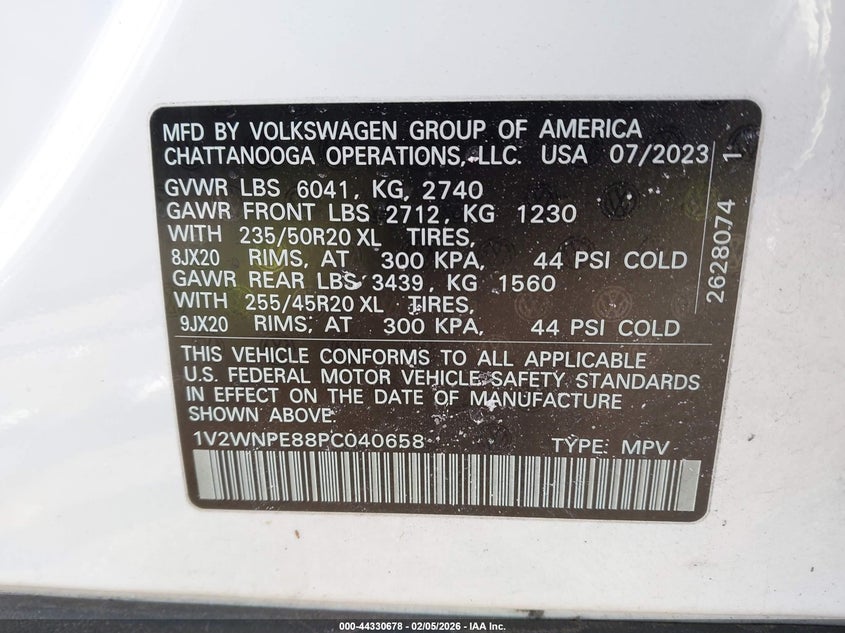 MFD BY VOLKSWAGEN GROUP OF AMERICA
CHATTANOOGA OPERATIONS, LLC. USA 07/2023
GVWR LBS 6041, KG, 2740
GAWR FRONT LBS 2712, KG 1230
WITH 235/50R20 XL TIRES,
8JX20 RIMS, AT 300 KPA, 44 PSI COLD
GAWR REAR LBS 3439, KG 1560
WITH 255/45R20 XL TIRES,
9JX20 RIMS, AT 300 KPA, 44 PSI COLD
THIS VEHICLE CONFORMS TO ALL APPLICABLE
U.S. FEDERAL MOTOR VEHICLE SAFETY STANDARDS
IN EFFECT ON THE DATE OF MANUFACTURE
SHOWN ABOVE.
1V2WNPE88PC040658 TYPE: MPV
2628074 1
000-44330678 - 02/05/2026 - IAA Inc.